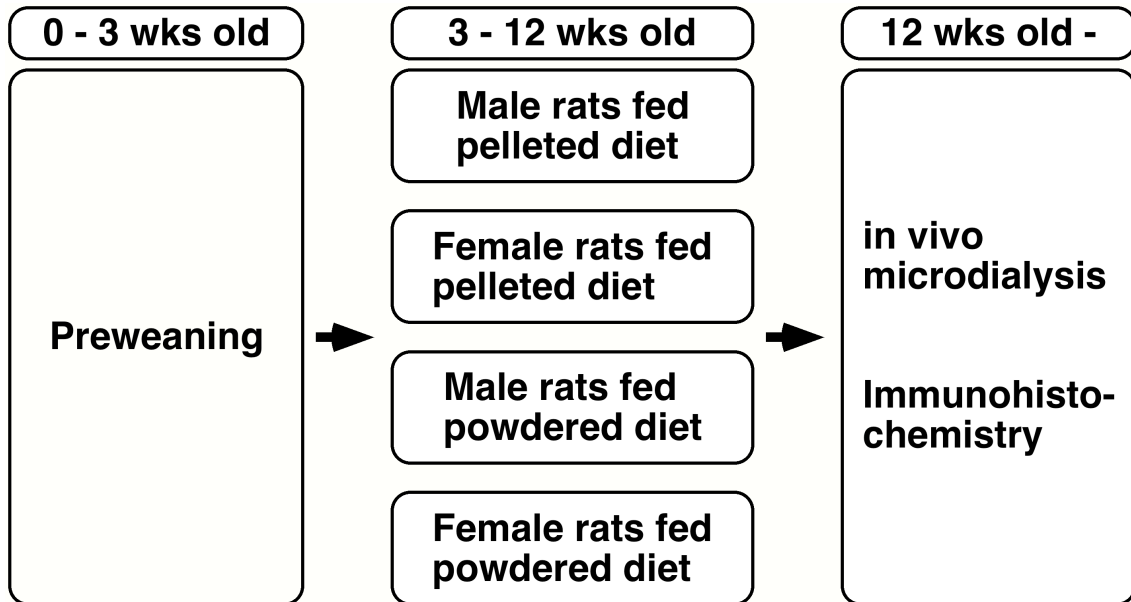 0 - 3 wks old
3 - 12 wks old
12 wks old -
Preweaning
Male rats fed
pelleted diet
Female rats fed
pelleted diet
Male rats fed
powdered diet
Female rats fed
powdered diet
in vivo
microdialysis
Immunohisto-
chemistry